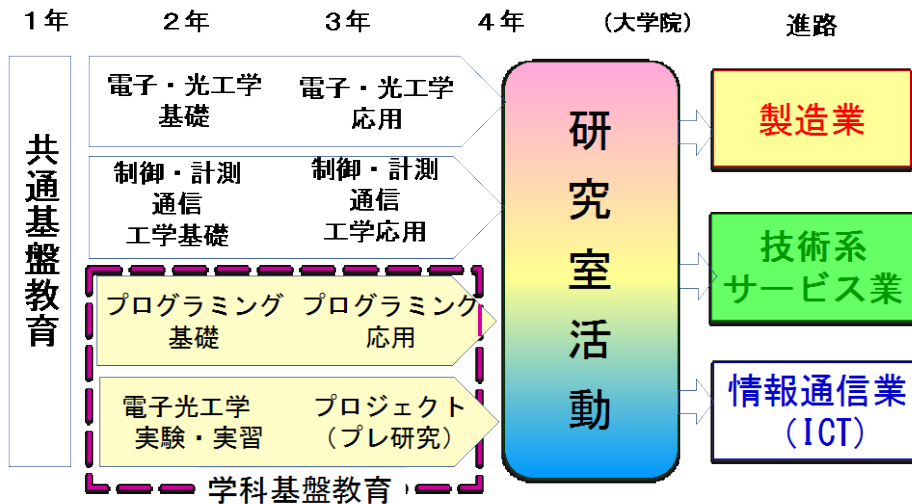 1年 2年 3年 4年 (大学院) 進路
共通基盤教育
電子・光工学
基礎
電子・光工学
応用
制御・計測
通信
工学基礎
制御・計測
通信
工学応用
プログラミング
基礎
プログラミング
応用
電子光工学
実験・実習
プロジェクト
(プレ研究)
学科基盤教育
研究室活動
製造業
技術系
サービス業
情報通信業
(ICT)